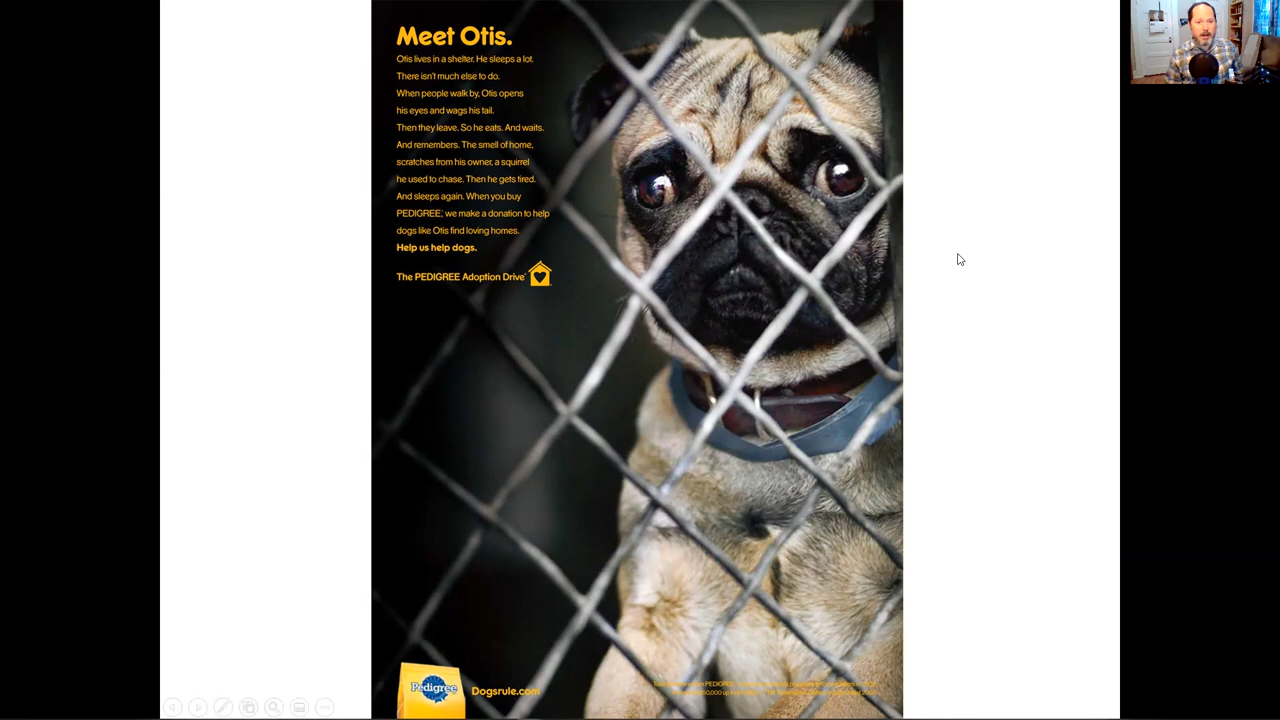 Meet Otis.
Otis lives in a shelter. He sleeps a lot.
There isn't much else to do.
When people walk by, Otis opens
his eyes and wags his tail.
Then they leave. So he eats. And waits.
And remembers. The smell of home,
scratches from his owner, a squirrel
he used to chase. Then he gets tired.
And sleeps again. When you buy
PEDIGREE, we make a donation to help
dogs like Otis find loving homes.
Help us help dogs.
The PEDIGREE Adoption Drive
Pedigree
Dogsrule.com